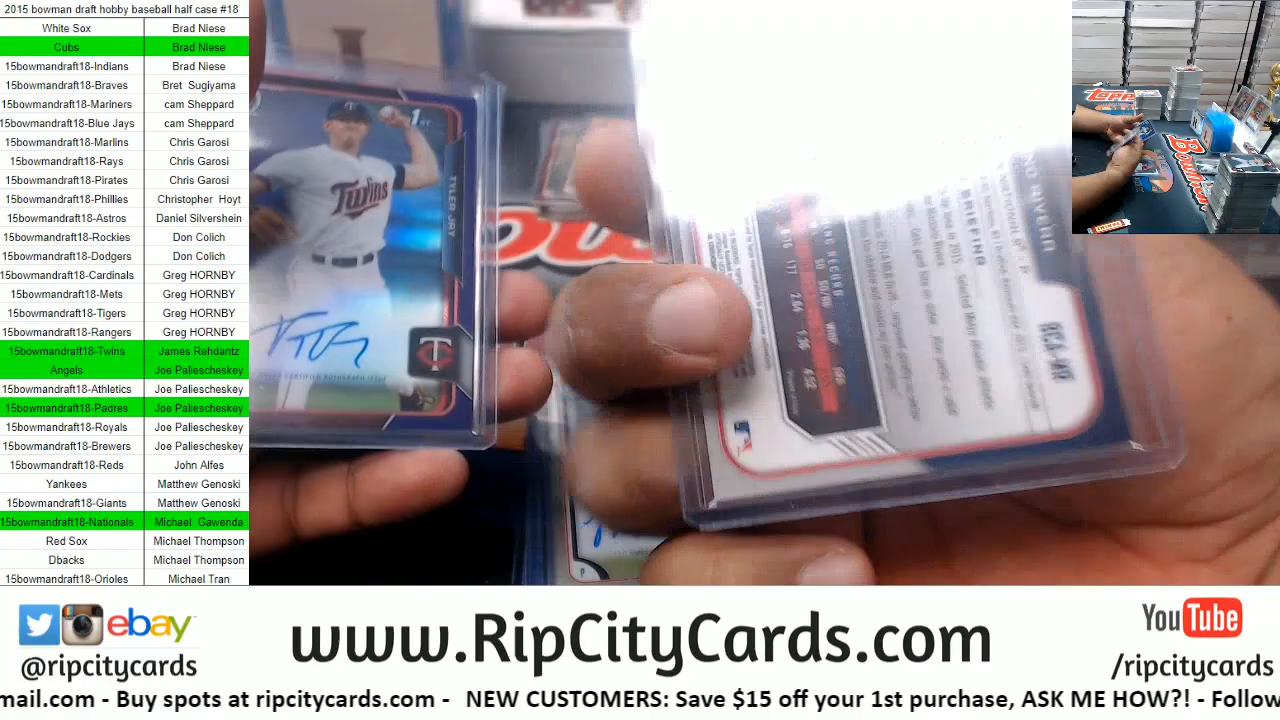 2015 bowman draft hobby baseball half case #18
White Sox Brad Niese
Cubs Brad Niese
15bowmandraft18-Indians Brad Niese
15bowmandraft18-Braves Bret Sugiyama
15bowmandraft18-Mariners cam Sheppard
15bowmandraft18-Blue Jays cam Sheppard
15bowmandraft18-Marlins Chris Garosi
15bowmandraft18-Rays Chris Garosi
15bowmandraft18-Pirates Chris Garosi
15bowmandraft18-Phillies Christopher Hoyt
15bowmandraft18-Astros Daniel Silvershein
15bowmandraft18-Rockies Don Colich
15bowmandraft18-Dodgers Don Colich
15bowmandraft18-Cardinals Greg HORNBY
15bowmandraft18-Mets Greg HORNBY
15bowmandraft18-Tigers Greg HORNBY
15bowmandraft18-Rangers Greg HORNBY
15bowmandraft18-Twins James Rehdantz
Angels Joe Paliescheskey
15bowmandraft18-Athletics Joe Paliescheskey
15bowmandraft18-Padres Joe Paliescheskey
15bowmandraft18-Royals Joe Paliescheskey
15bowmandraft18-Brewers Joe Paliescheskey
15bowmandraft18-Reds John Alfes
Yankees Matthew Genoski
15bowmandraft18-Giants Matthew Genoski
15bowmandraft18-Nationals Michael Gawenda
Red Sox Michael Thompson
Dbacks Michael Thompson
15bowmandraft18-Orioles Michael Tran
1st
Twins
TYLER JAY
TC
RIVERA
BRIEFING
Topps
Bowman
ebay
@ripcitycards
www.RipCityCards.com
YouTube
/ripcitycards
mail.com - Buy spots at ripcitycards.com - NEW CUSTOMERS: Save $15 off your 1st purchase, ASK ME HOW?! - Follow